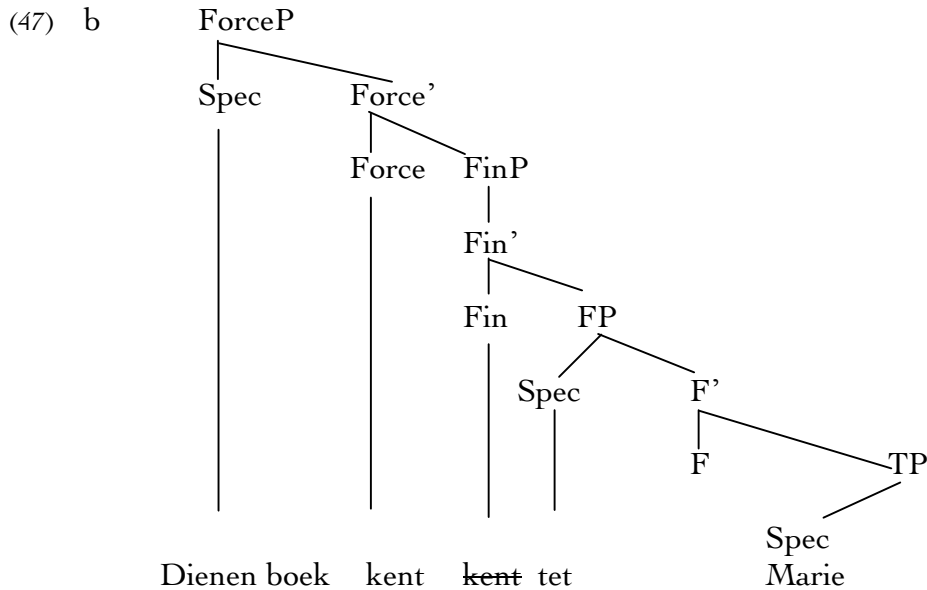 (47) b ForceP
Spec Force’
Force FinP
Fin’
Fin FP
Spec F’
F TP
Spec
Dienen boek kent kent tet Marie